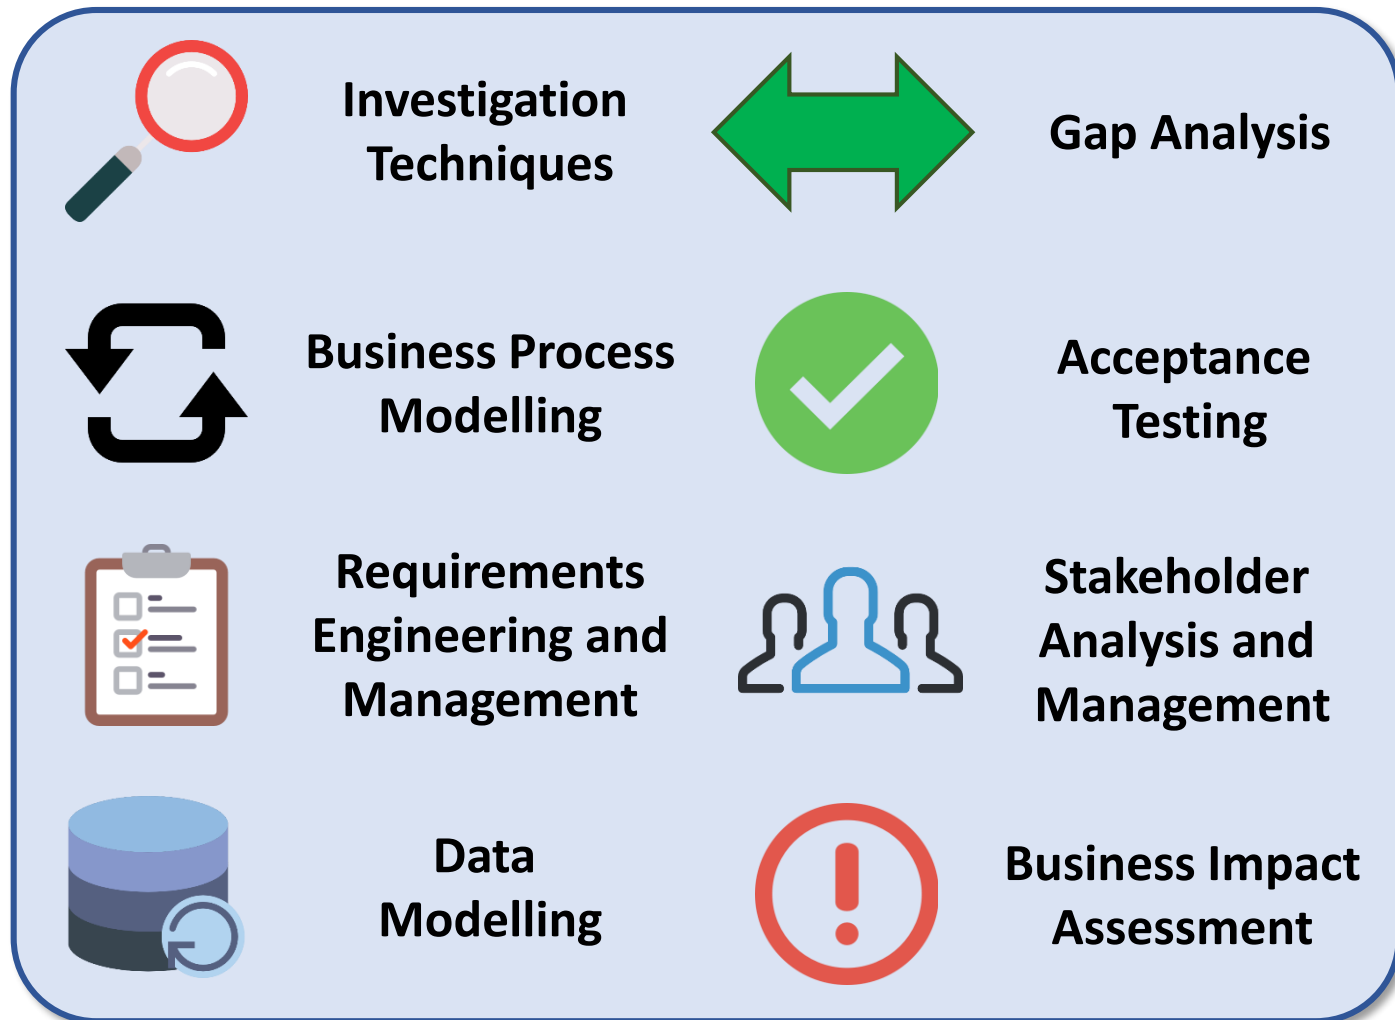 Investigation
Techniques
Gap Analysis
Business Process
Modelling
Acceptance
Testing
Requirements
Engineering and
Management
Stakeholder
Analysis and
Management
Data
Modelling
Business Impact
Assessment